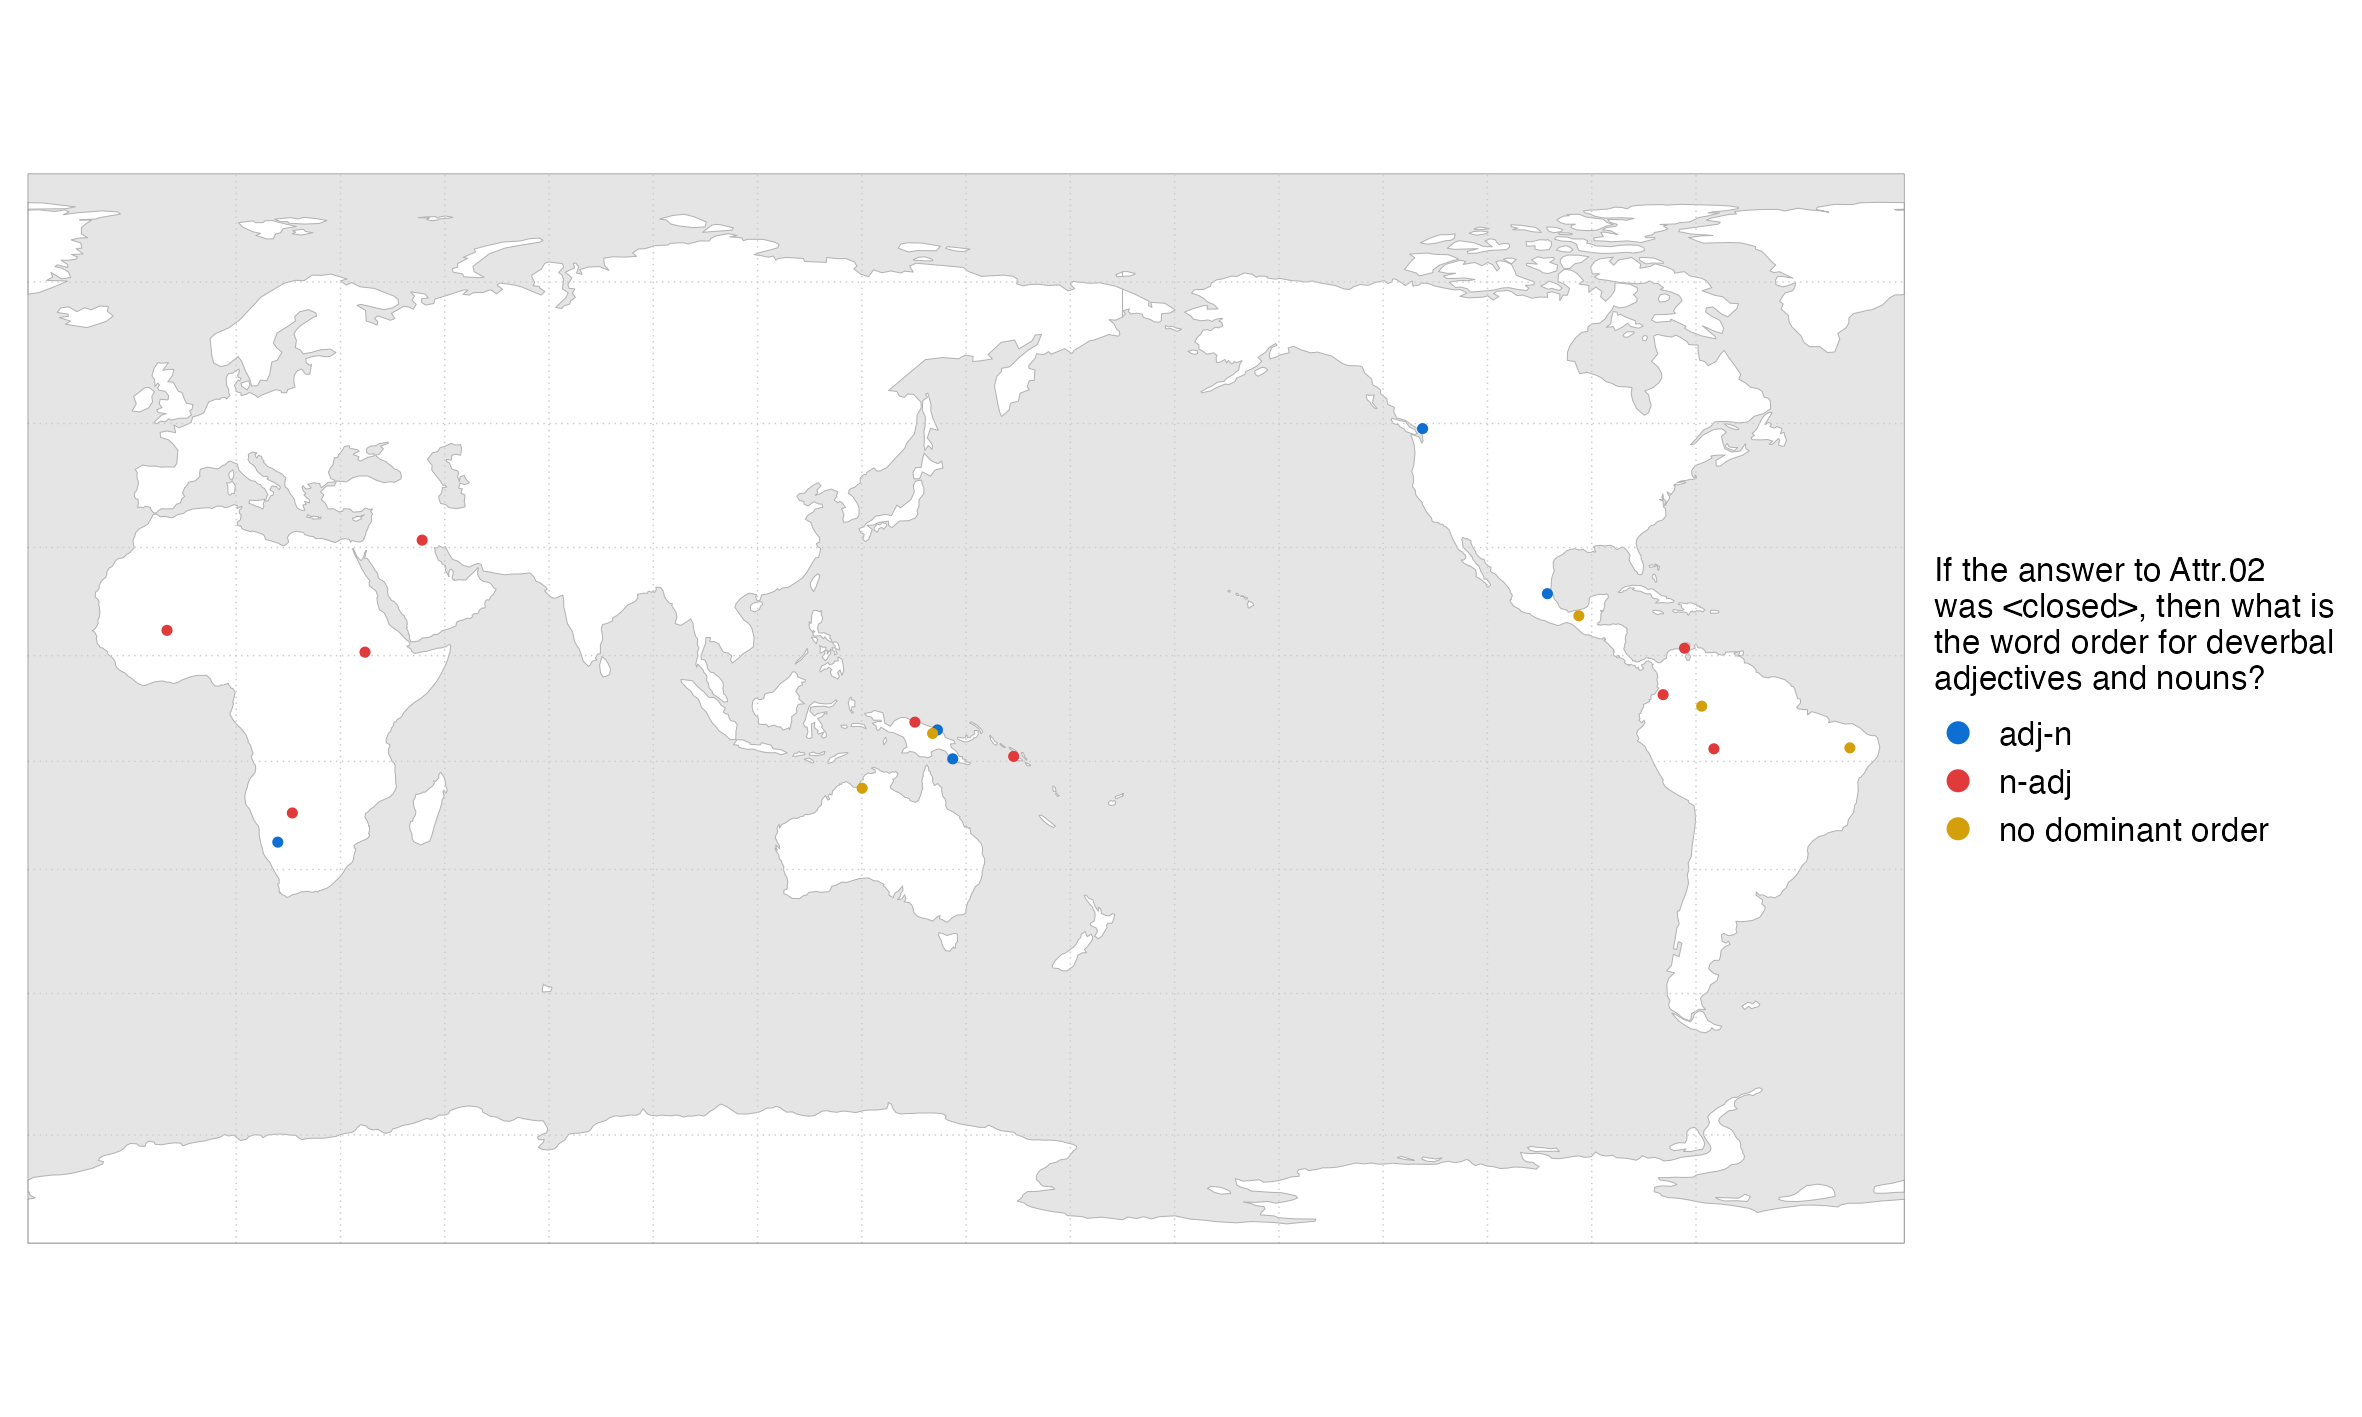 If the answer to Attr.02
was <closed>, then what is
the word order for deverbal
adjectives and nouns?
adj-n
n-adj
no dominant order